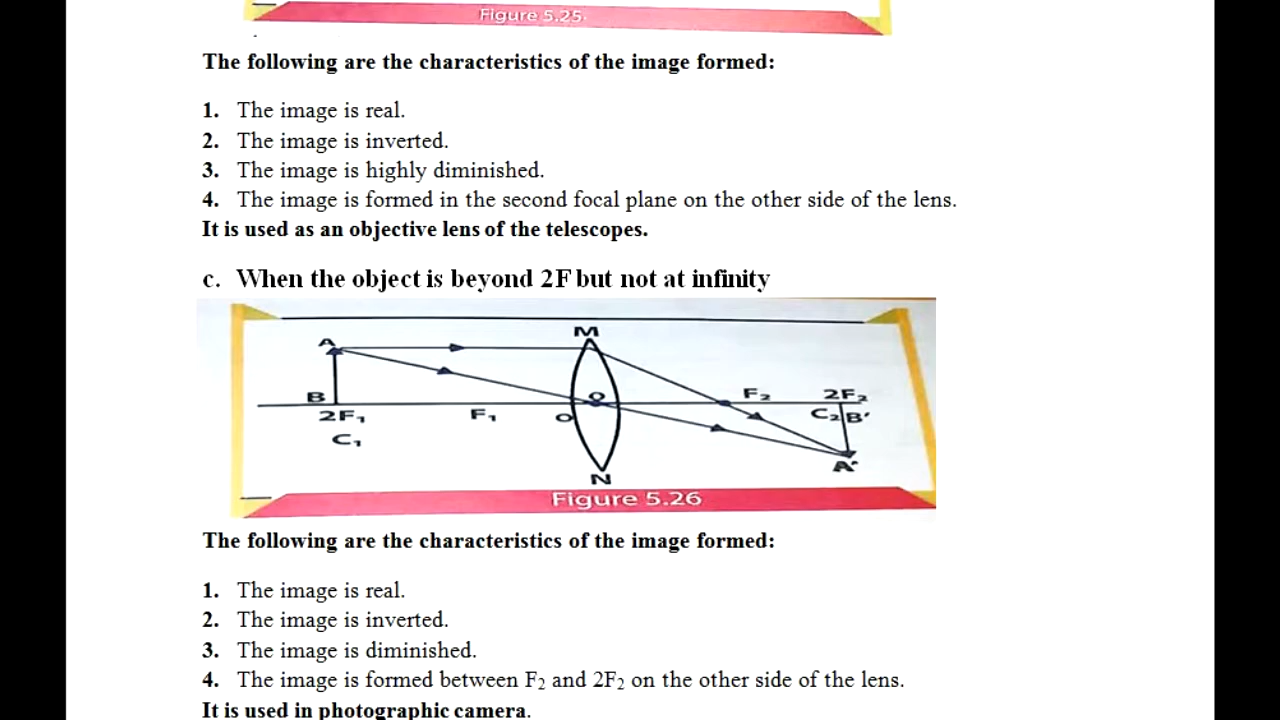 Figure 5.25
The following are the characteristics of the image formed:
1. The image is real.
2. The image is inverted.
3. The image is highly diminished.
4. The image is formed in the second focal plane on the other side of the lens.
It is used as an objective lens of the telescopes.
c. When the object is beyond 2F but not at infinity
M
A
B O F₂ 2F₂
2F₁ F₁ O C₂ B'
C₁
A'
N
Figure 5.26
The following are the characteristics of the image formed:
1. The image is real.
2. The image is inverted.
3. The image is diminished.
4. The image is formed between F₂ and 2F₂ on the other side of the lens.
It is used in photographic camera.